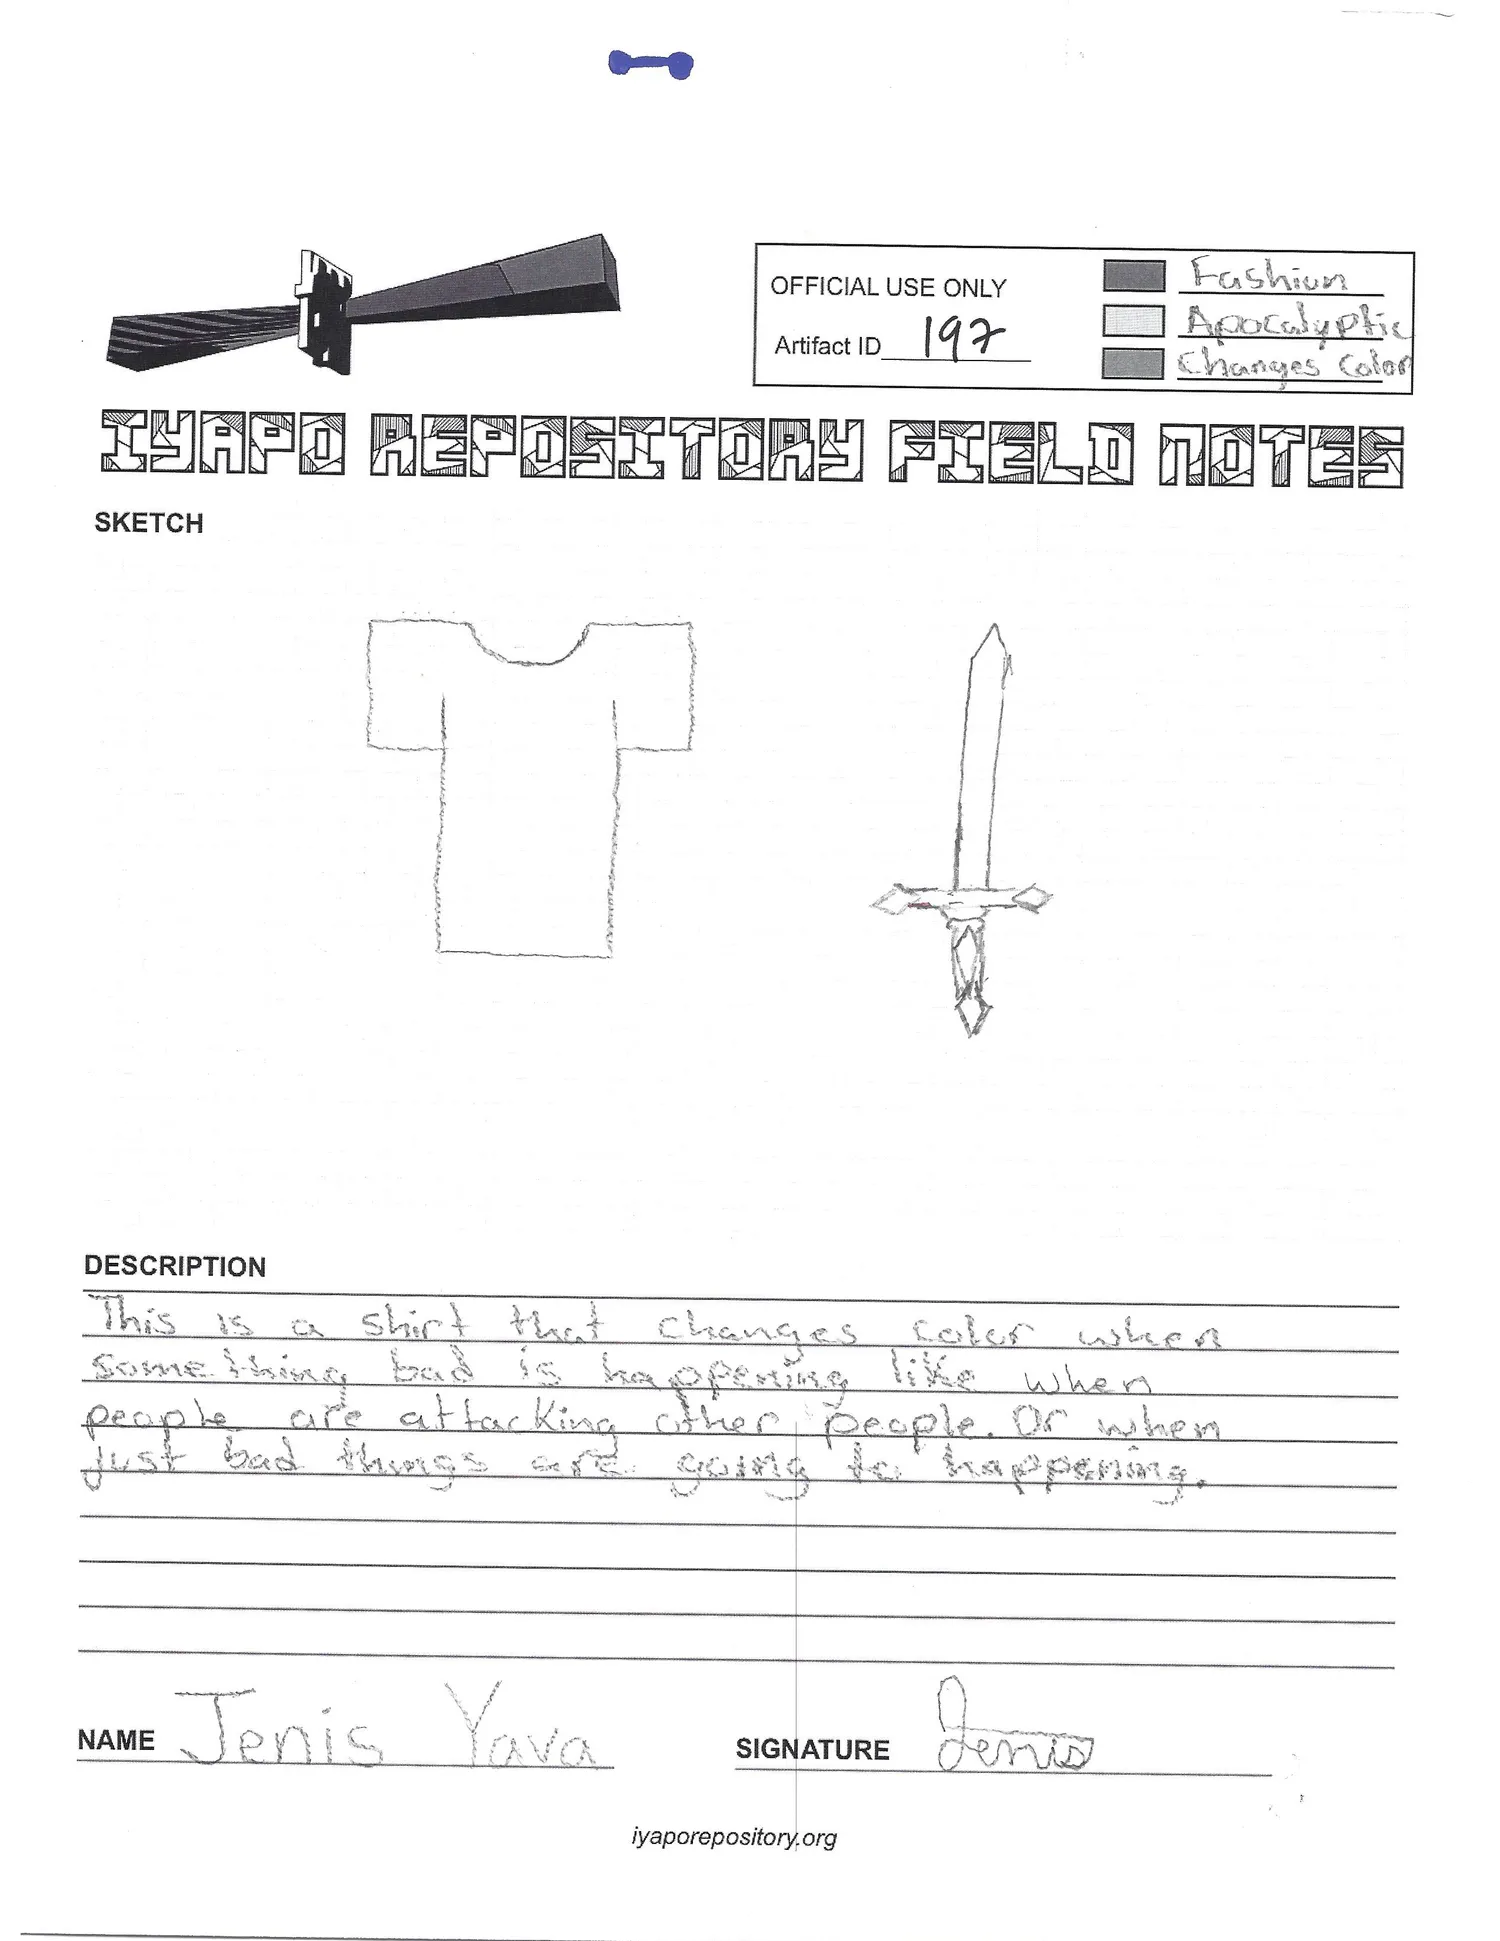 OFFICIAL USE ONLY
Artifact ID 197
Fashion
Apocalyptic
Changes Color
IYAPO REPOSITORY FIELD NOTES
SKETCH
DESCRIPTION
This is a shirt that changes color when
something bad is happening like when
people are attacking other people. Or when
just bad things are going to happening.
NAME Jenis Yava
SIGNATURE Jenis
iyaporepository.org